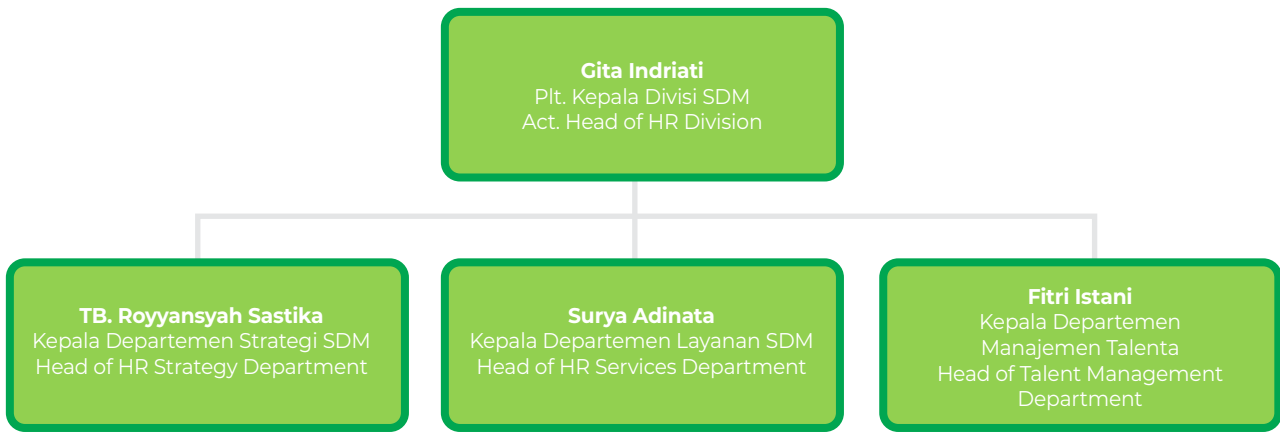 Gita Indriati
Plt. Kepala Divisi SDM
Act. Head of HR Division
TB. Royyansyah Sastika
Kepala Departemen Strategi SDM
Head of HR Strategy Department
Surya Adinata
Kepala Departemen Layanan SDM
Head of HR Services Department
Fitri Istani
Kepala Departemen
Manajemen Talenta
Head of Talent Management
Department